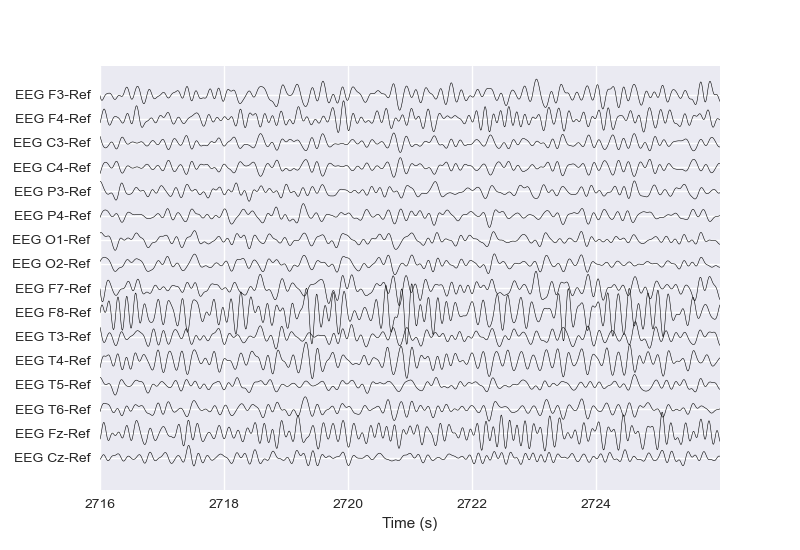 EEG F3-Ref
EEG F4-Ref
EEG C3-Ref
EEG C4-Ref
EEG P3-Ref
EEG P4-Ref
EEG O1-Ref
EEG O2-Ref
EEG F7-Ref
EEG F8-Ref
EEG T3-Ref
EEG T4-Ref
EEG T5-Ref
EEG T6-Ref
EEG Fz-Ref
EEG Cz-Ref
2716 2718 2720 2722 2724
Time (s)